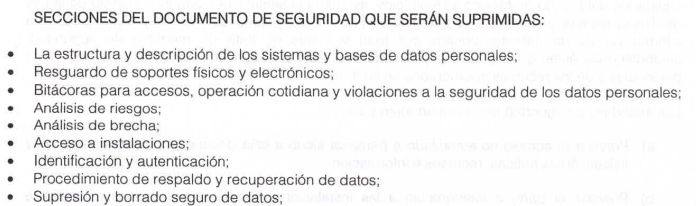 SECCIONES DEL DOCUMENTO DE SEGURIDAD QUE SERÁN SUPRIMIDAS:
• La estructura y descripción de los sistemas y bases de datos personales;
• Resguardo de soportes físicos y electrónicos;
• Bitácoras para accesos, operación cotidiana y violaciones a la seguridad de los datos personales;
• Análisis de riesgos;
• Análisis de brecha;
• Acceso a instalaciones;
• Identificación y autenticación;
• Procedimiento de respaldo y recuperación de datos;
• Supresión y borrado seguro de datos;